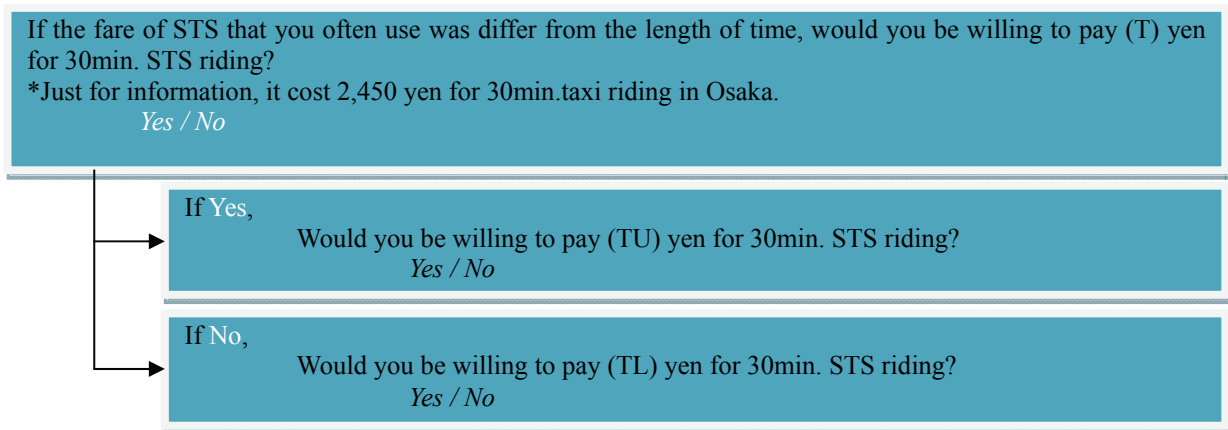 If the fare of STS that you often use was differ from the length of time, would you be willing to pay (T) yen
for 30min. STS riding?
*Just for information, it cost 2,450 yen for 30min.taxi riding in Osaka.
Yes / No
If Yes,
Would you be willing to pay (TU) yen for 30min. STS riding?
Yes / No
If No,
Would you be willing to pay (TL) yen for 30min. STS riding?
Yes / No